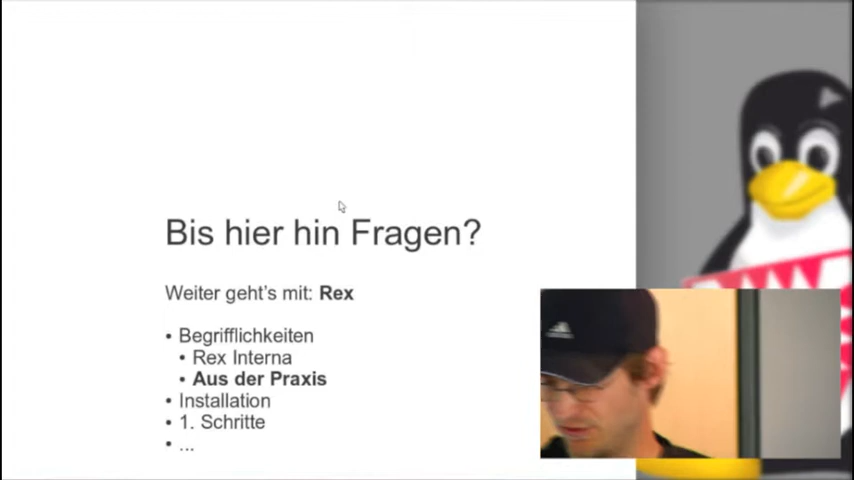 Bis hier hin Fragen?
Weiter geht's mit: Rex
• Begrifflichkeiten
• Rex Interna
• Aus der Praxis
• Installation
• 1. Schritte
• ...